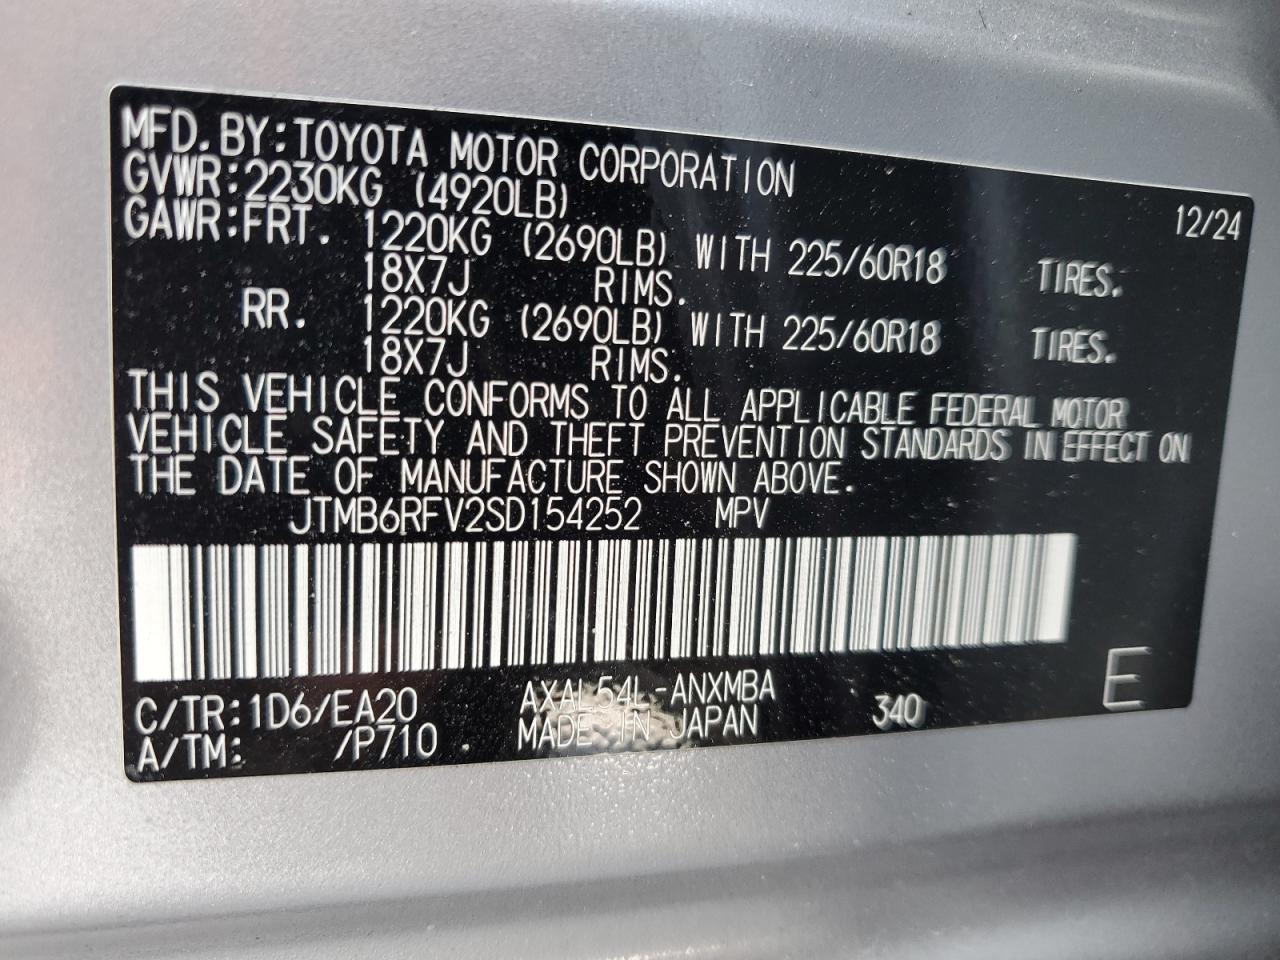 MFD. BY: TOYOTA MOTOR CORPORATION 12/24
GVWR: 2230KG (4920LB)
GAWR: FRT. 1220KG (2690LB) WITH 225/60R18 TIRES.
18X7J RIMS.
RR. 1220KG (2690LB) WITH 225/60R18 TIRES.
18X7J RIMS.
THIS VEHICLE CONFORMS TO ALL APPLICABLE FEDERAL MOTOR
VEHICLE SAFETY AND THEFT PREVENTION STANDARDS IN EFFECT ON
THE DATE OF MANUFACTURE SHOWN ABOVE.
JTMB6RFV2SD154252 MPV
C/TR: 1D6/EA20 AXAL54L-ANXMBA 340 E
A/TM: /P710 MADE IN JAPAN